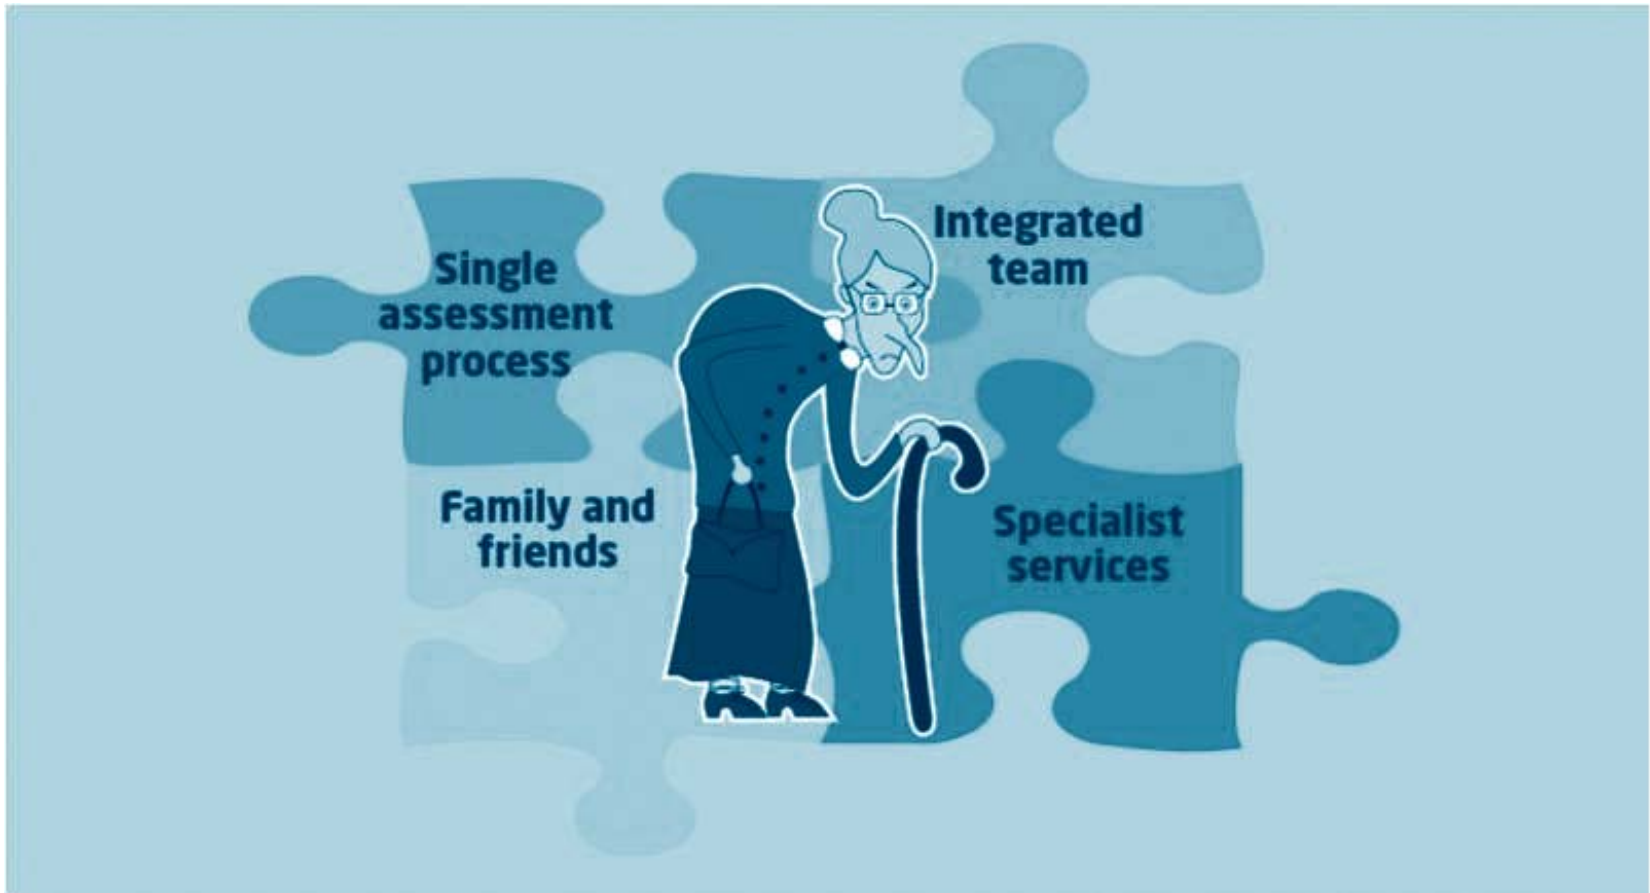 Single
assessment
process
Integrated
team
Family and
friends
Specialist
services